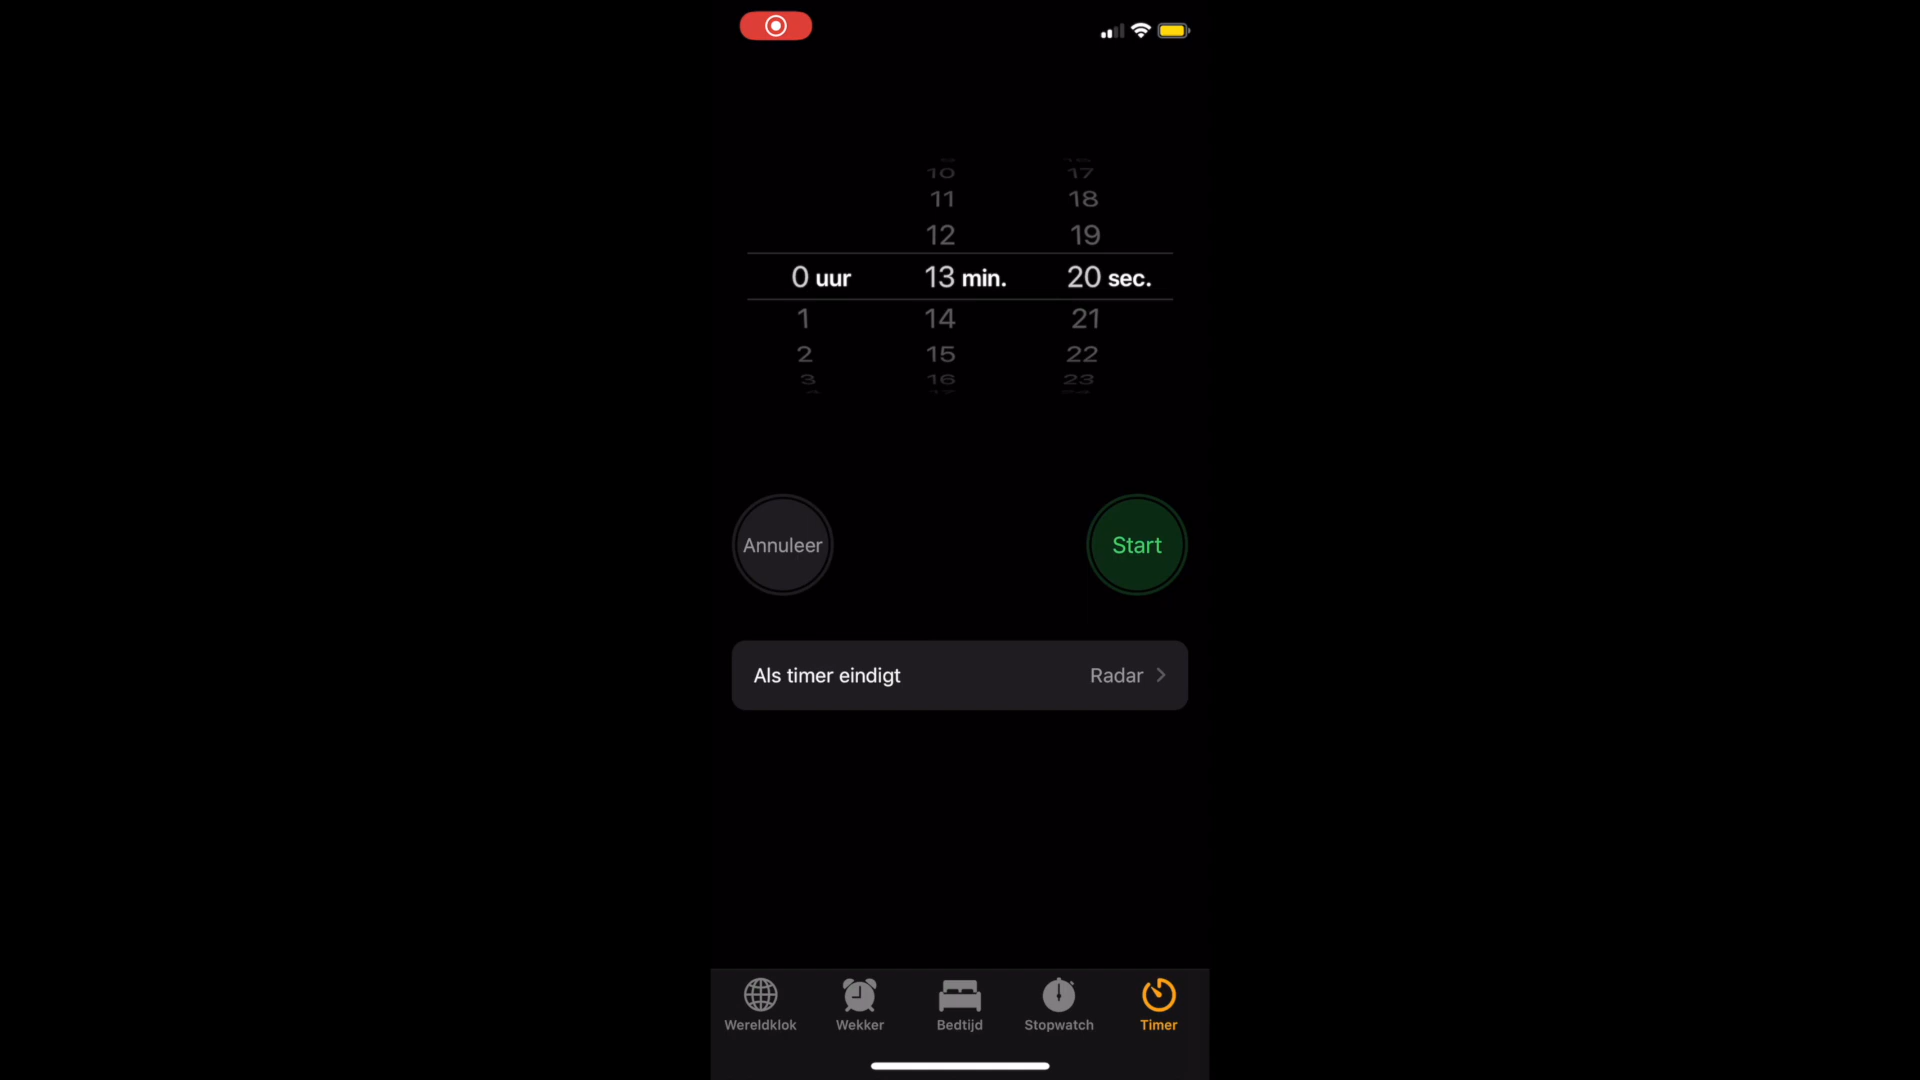 10 17
11 18
12 19
0 uur 13 min. 20 sec.
1 14 21
2 15 22
3 16 23
Annuleer Start
Als timer eindigt Radar
Wereldklok Wekker Bedtijd Stopwatch Timer